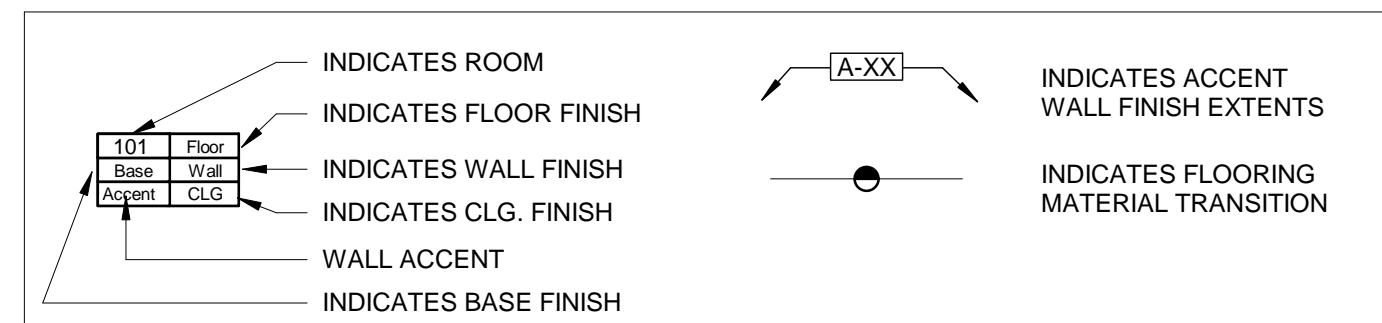 INDICATES ROOM
INDICATES FLOOR FINISH
101 Floor
Base Wall
Accent CLG
INDICATES WALL FINISH
INDICATES CLG. FINISH
WALL ACCENT
INDICATES BASE FINISH
A-XX
INDICATES ACCENT
WALL FINISH EXTENTS
INDICATES FLOORING
MATERIAL TRANSITION